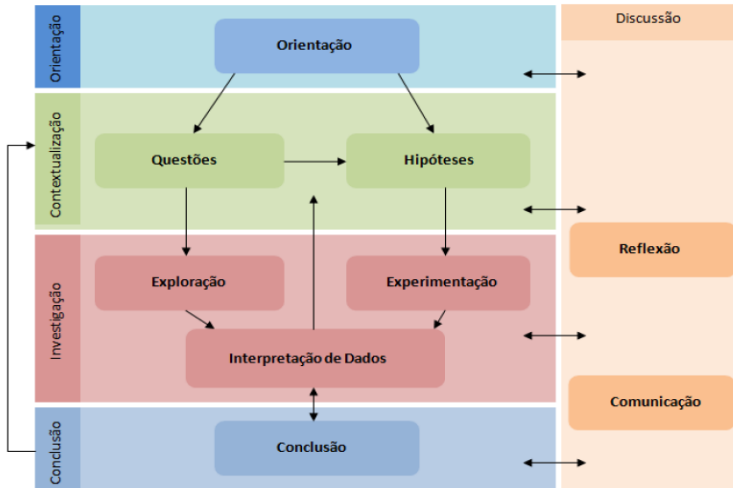 Orientação
Orientação
Discussão
Contextualização
Questões
Hipóteses
Reflexão
Investigação
Exploração
Experimentação
Interpretação de Dados
Comunicação
Conclusão
Conclusão